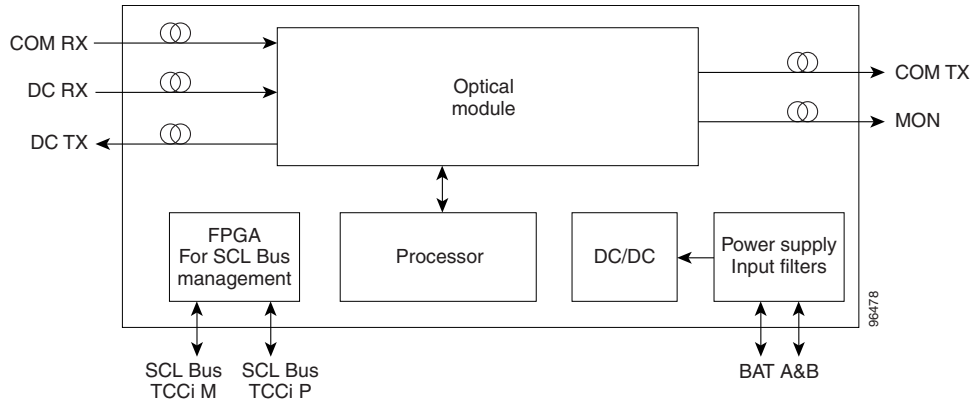 COM RX
DC RX
DC TX
Optical
module
COM TX
MON
FPGA
For SCL Bus
management
Processor
DC/DC
Power supply
Input filters
96478
SCL Bus
TCCi M
SCL Bus
TCCi P
BAT A&B